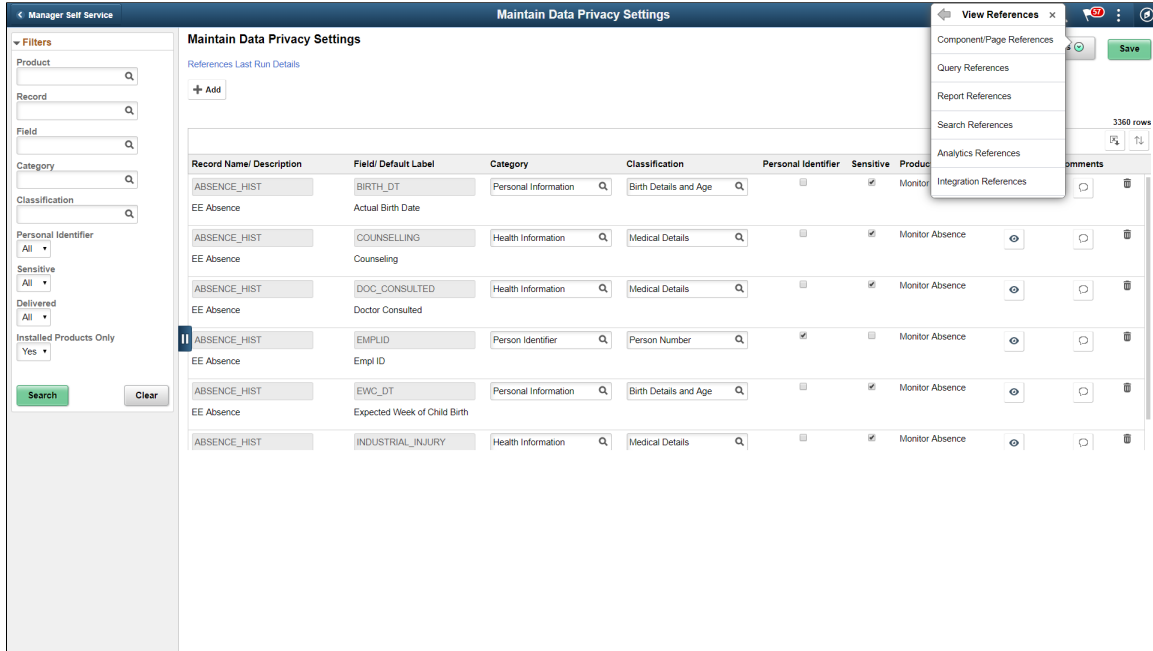 Manager Self Service
Maintain Data Privacy Settings
View References ×
57
Component/Page References
Query References
Report References
Search References
Analytics References
Integration References
Filters
Product
Record
Field
Category
Classification
Personal Identifier
All
Sensitive
All
Delivered
All
Installed Products Only
Yes
Search Clear
Maintain Data Privacy Settings
Save
References Last Run Details
+ Add
3360 rows
Record Name/ Description Field/ Default Label Category Classification Personal Identifier Sensitive Produc omments
ABSENCE_HIST BIRTH_DT Personal Information Birth Details and Age Monitor
EE Absence Actual Birth Date
ABSENCE_HIST COUNSELLING Health Information Medical Details Monitor Absence
EE Absence Counseling
ABSENCE_HIST DOC_CONSULTED Health Information Medical Details Monitor Absence
EE Absence Doctor Consulted
ABSENCE_HIST EMPLID Person Identifier Person Number Monitor Absence
EE Absence Empl ID
ABSENCE_HIST EWC_DT Personal Information Birth Details and Age Monitor Absence
EE Absence Expected Week of Child Birth
ABSENCE_HIST INDUSTRIAL_INJURY Health Information Medical Details Monitor Absence